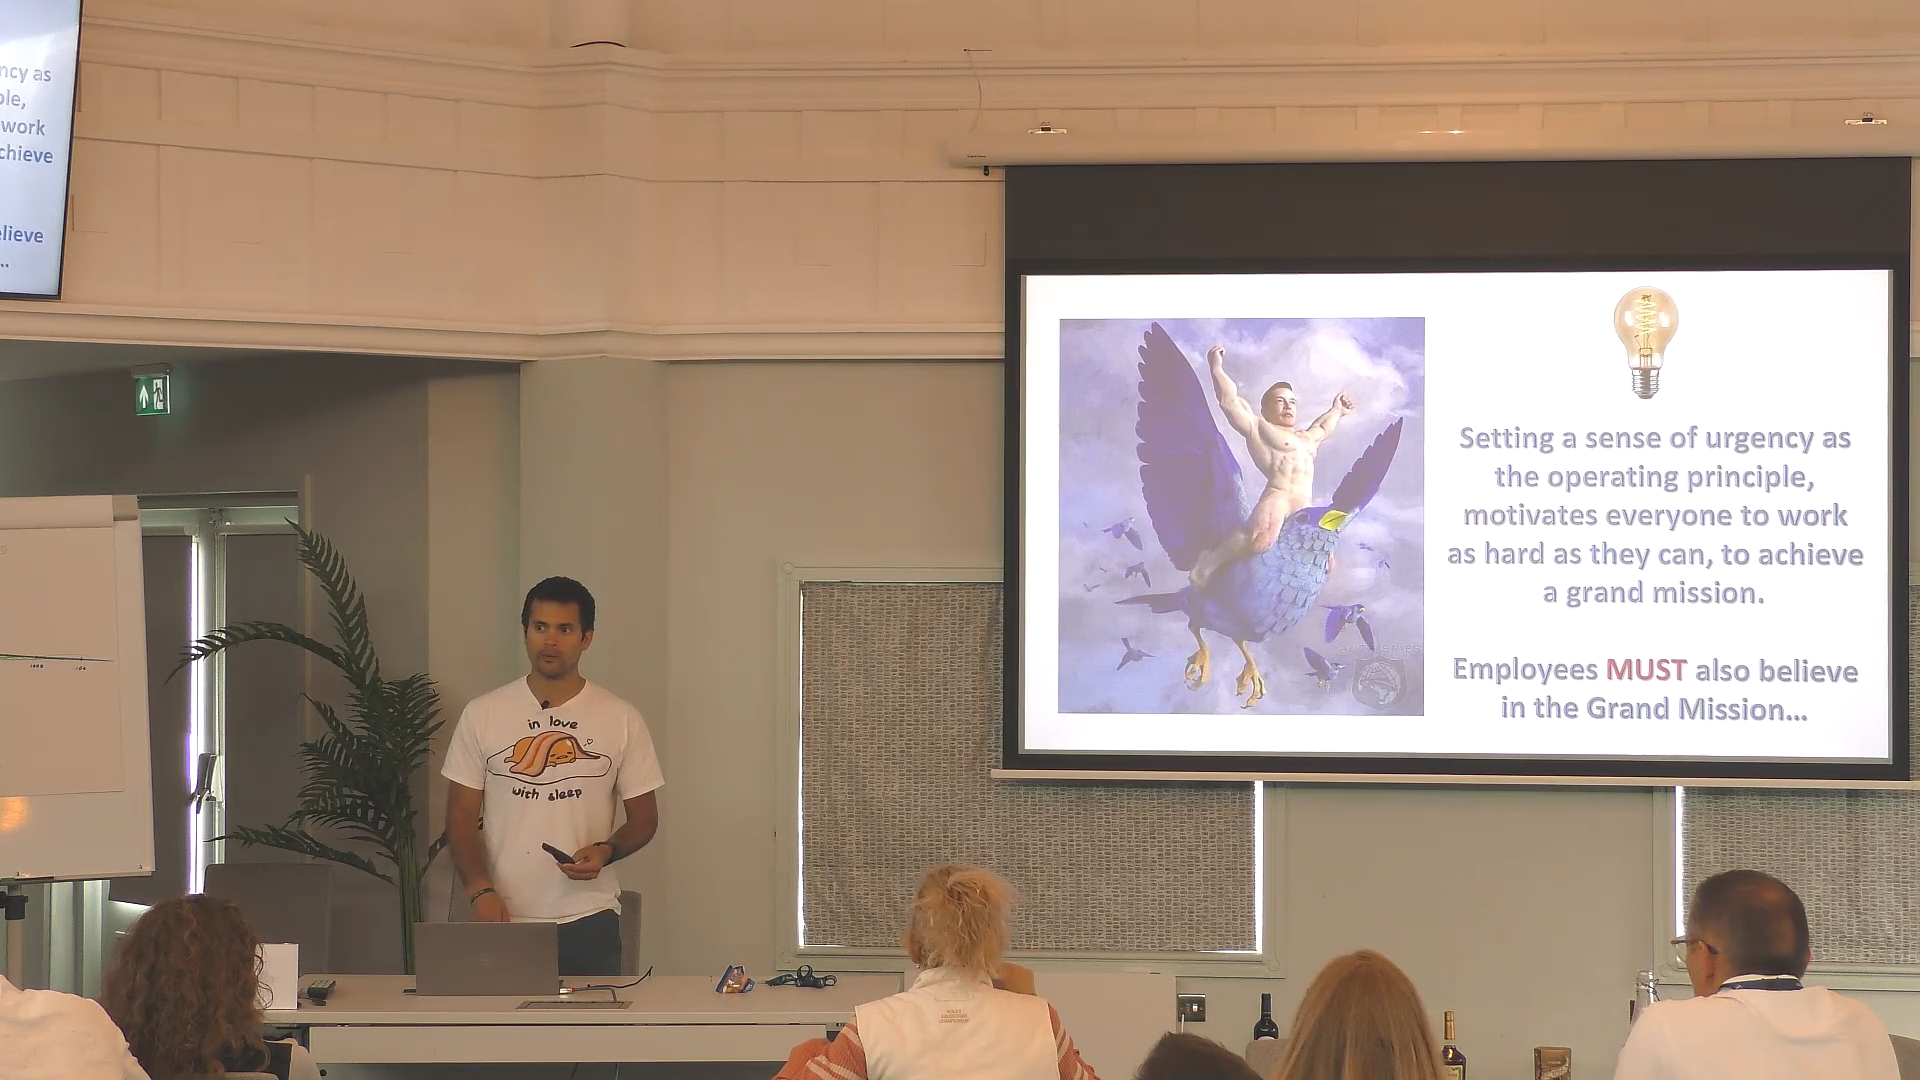 ncy as
ole,
work
chieve
elieve
..
Setting a sense of urgency as
the operating principle,
motivates everyone to work
as hard as they can, to achieve
a grand mission.
Employees MUST also believe
in the Grand Mission...
in love
with sleep